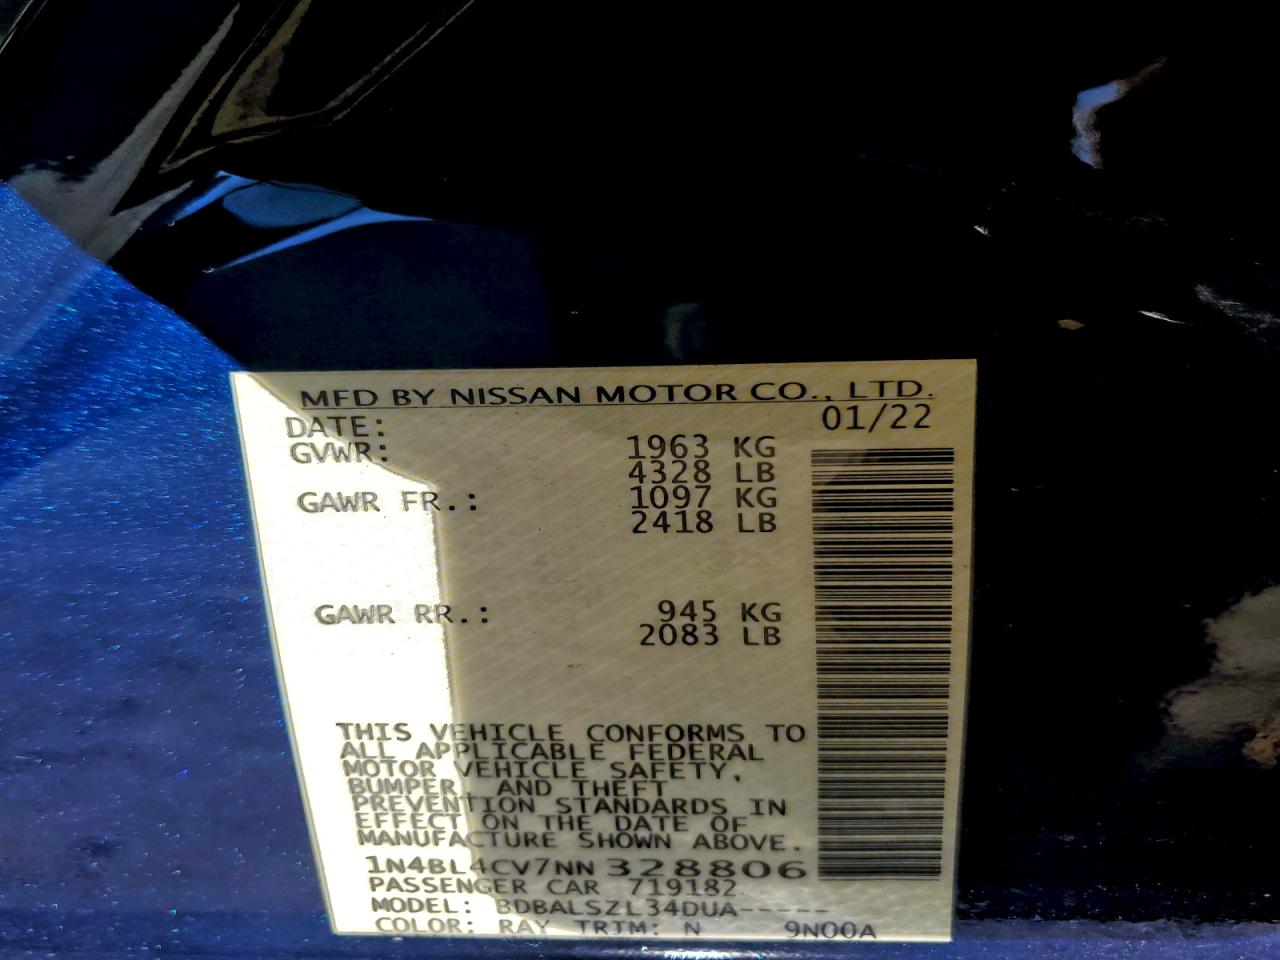 MFD BY NISSAN MOTOR CO., LTD.
DATE: 01/22
GVWR: 1963 KG
4328 LB
GAWR FR.: 1097 KG
2418 LB
GAWR RR.: 945 KG
2083 LB
THIS VEHICLE CONFORMS TO
ALL APPLICABLE FEDERAL
MOTOR VEHICLE SAFETY,
BUMPER, AND THEFT
PREVENTION STANDARDS IN
EFFECT ON THE DATE OF
MANUFACTURE SHOWN ABOVE.
1N4BL4CV7NN328806
PASSENGER CAR 719182
MODEL: BDBALSZL34DUA-----
COLOR: RAY TRIM: N 9N00A